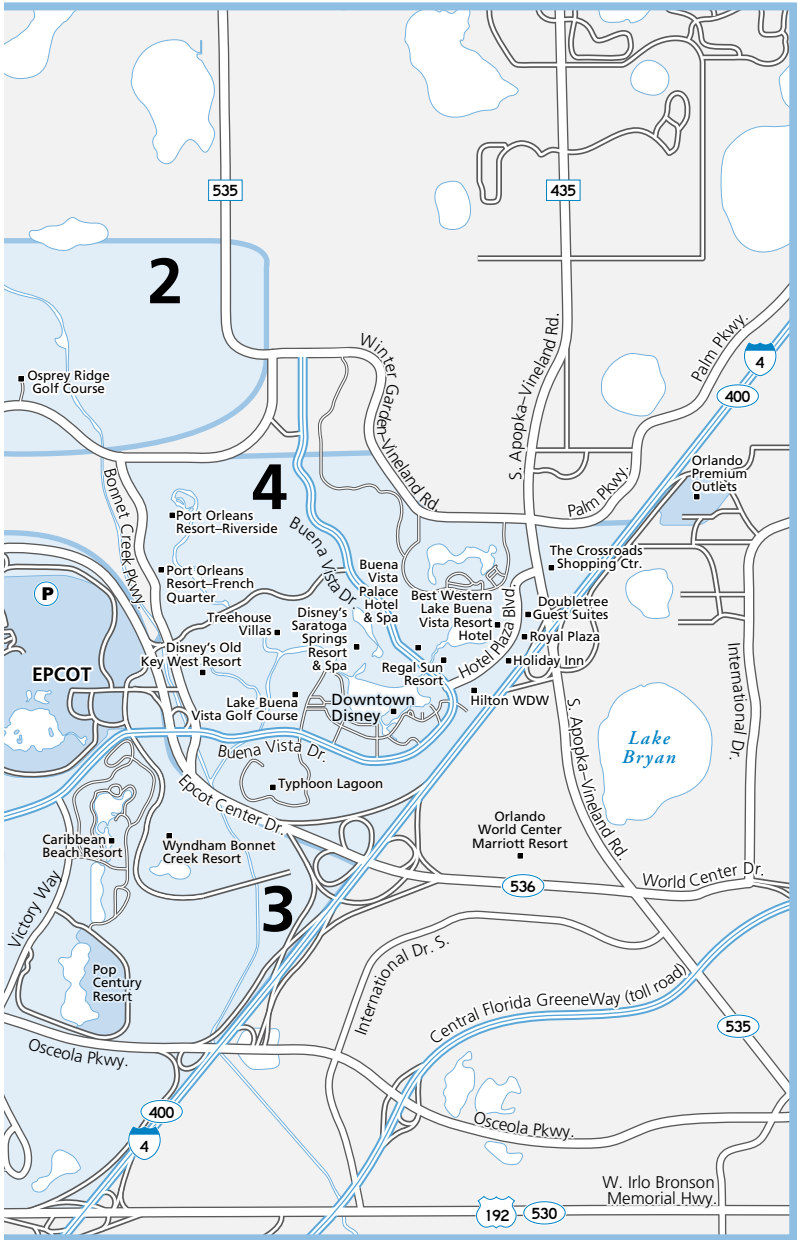 535
435
2
Winter Garden–Vineland Rd.
S. Apopka–Vineland Rd.
Palm Pkwy.
4
400
Osprey Ridge
Golf Course
Orlando
Premium
Outlets
4
Bonnet Creek Pkwy.
Port Orleans
Resort–Riverside
Palm Pkwy.
Buena Vista Dr.
The Crossroads
Shopping Ctr.
Port Orleans
Resort–French
Quarter
Buena
Vista
Palace
Hotel
& Spa
Best Western
Lake Buena
Vista Resort
Hotel
P
Doubletree
Guest Suites
Treehouse
Villas
Disney's
Saratoga
Springs
Resort
& Spa
Hotel Plaza Blvd.
Royal Plaza
International Dr.
Disney's Old
Key West Resort
Regal Sun
Resort
Holiday Inn
EPCOT
Lake Buena
Vista Golf Course
Downtown
Disney
Hilton WDW
S. Apopka–Vineland Rd.
Lake
Bryan
Buena Vista Dr.
Typhoon Lagoon
Epcot Center Dr.
Caribbean
Beach Resort
Wyndham Bonnet
Creek Resort
Orlando
World Center
Marriott Resort
536
World Center Dr.
Victory Way
3
International Dr. S.
Pop
Century
Resort
Central Florida GreeneWay (toll road)
535
Osceola Pkwy.
400
4
Osceola Pkwy.
W. Irlo Bronson
Memorial Hwy.
192
530